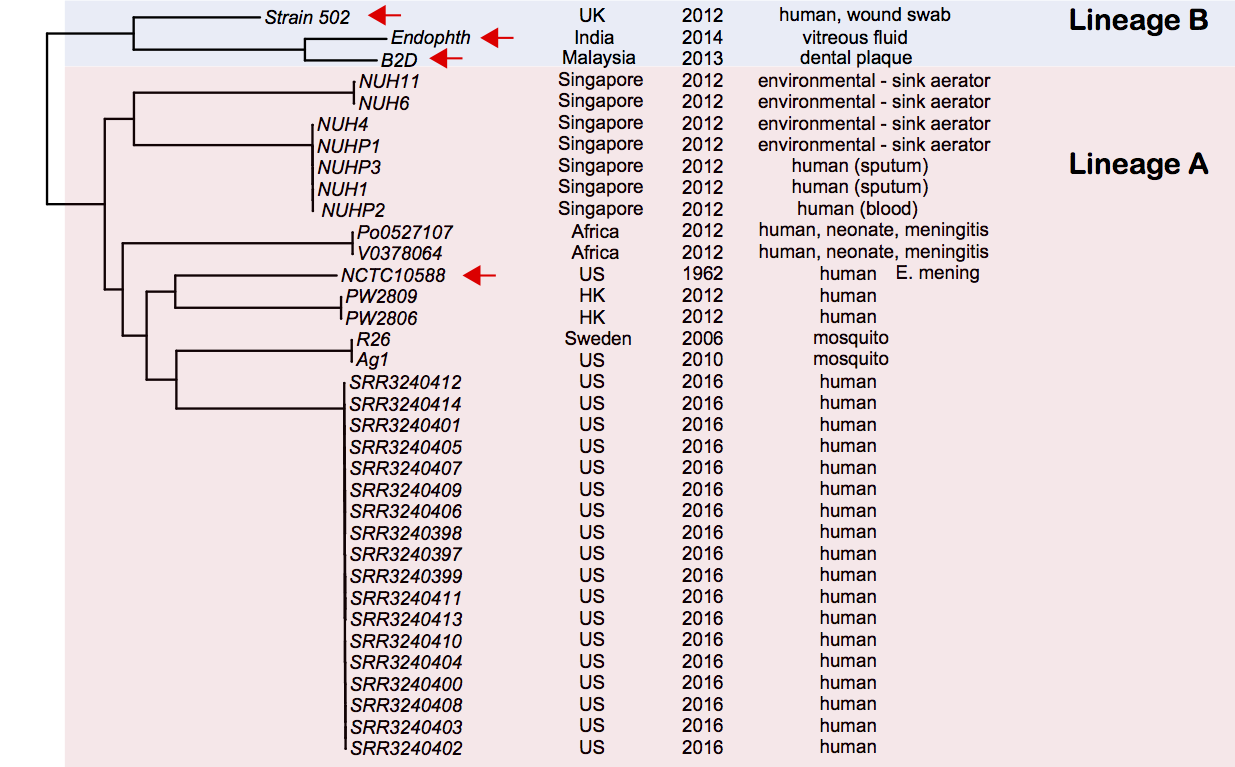 Strain 502 UK 2012 human, wound swab Lineage B
Endophth India 2014 vitreous fluid
B2D Malaysia 2013 dental plaque
NUH11 Singapore 2012 environmental - sink aerator
NUH6 Singapore 2012 environmental - sink aerator
NUH4 Singapore 2012 environmental - sink aerator
NUHP1 Singapore 2012 environmental - sink aerator
NUHP3 Singapore 2012 human (sputum) Lineage A
NUH1 Singapore 2012 human (sputum)
NUHP2 Singapore 2012 human (blood)
Po0527107 Africa 2012 human, neonate, meningitis
V0378064 Africa 2012 human, neonate, meningitis
NCTC10588 US 1962 human E. mening
PW2809 HK 2012 human
PW2806 HK 2012 human
R26 Sweden 2006 mosquito
Ag1 US 2010 mosquito
SRR3240412 US 2016 human
SRR3240414 US 2016 human
SRR3240401 US 2016 human
SRR3240405 US 2016 human
SRR3240407 US 2016 human
SRR3240409 US 2016 human
SRR3240406 US 2016 human
SRR3240398 US 2016 human
SRR3240397 US 2016 human
SRR3240399 US 2016 human
SRR3240411 US 2016 human
SRR3240413 US 2016 human
SRR3240410 US 2016 human
SRR3240404 US 2016 human
SRR3240400 US 2016 human
SRR3240408 US 2016 human
SRR3240403 US 2016 human
SRR3240402 US 2016 human